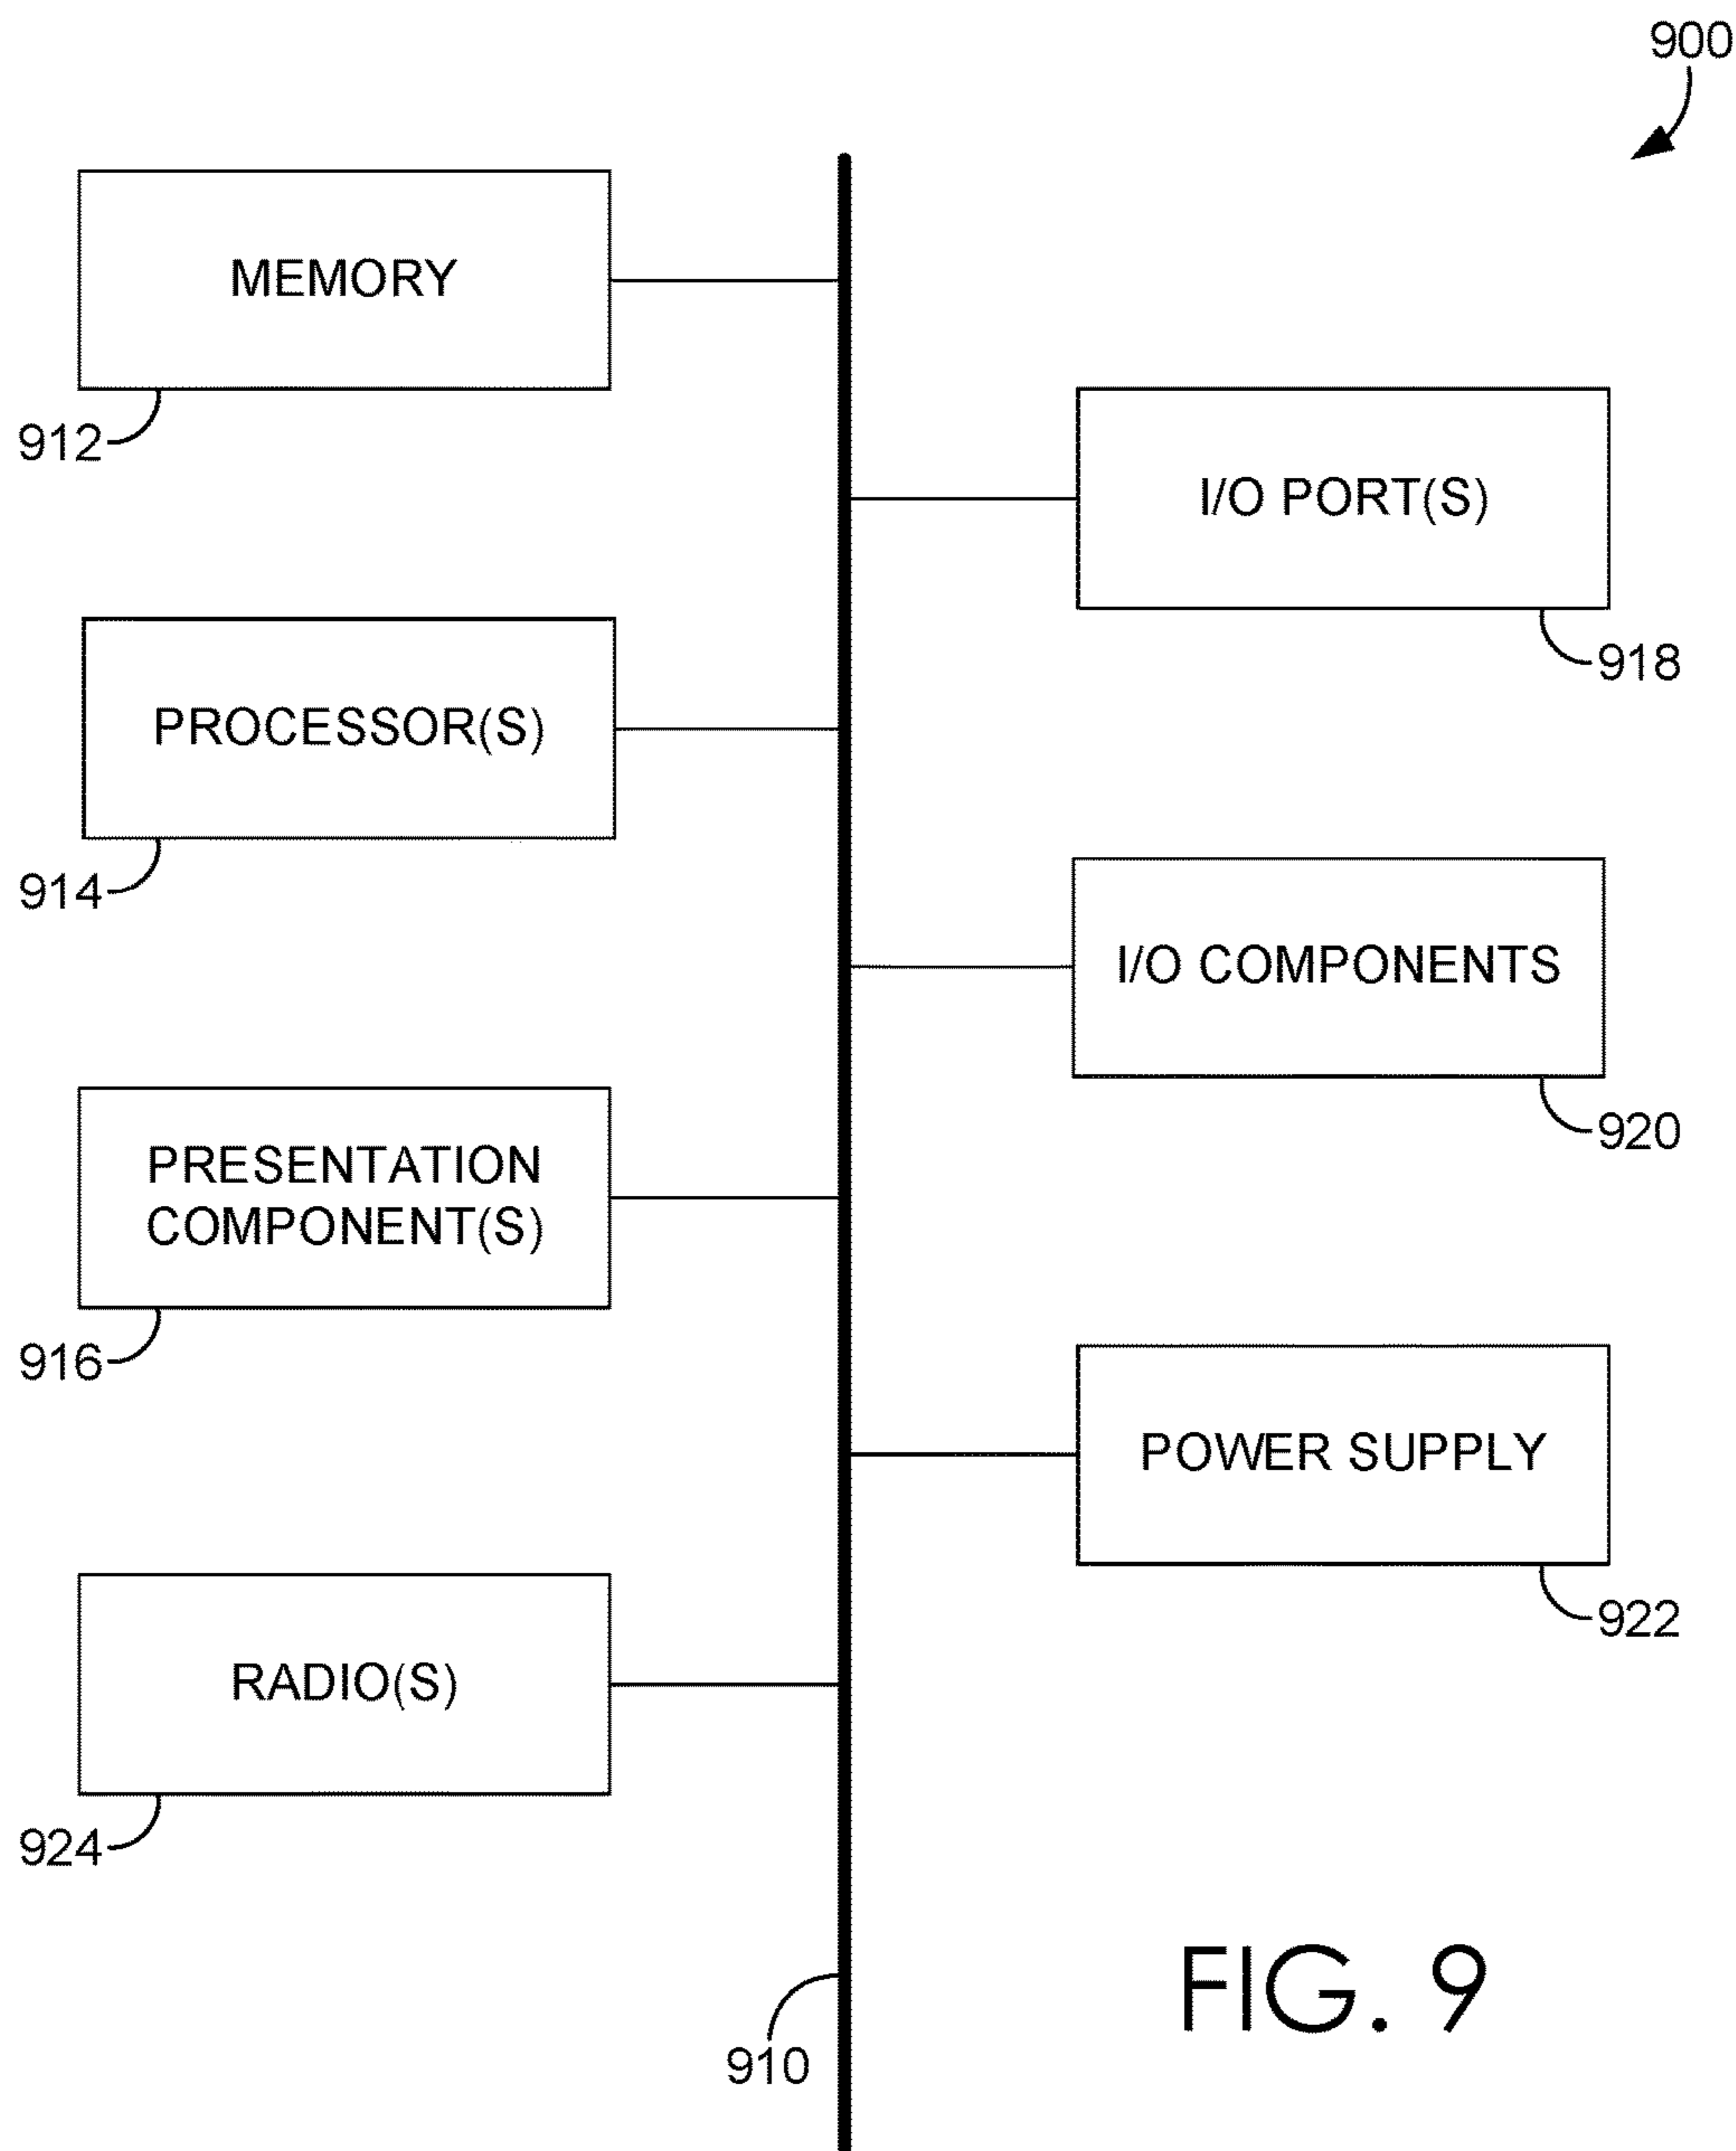 900
MEMORY
912
I/O PORT(S)
918
PROCESSOR(S)
914
I/O COMPONENTS
920
PRESENTATION
COMPONENT(S)
916
POWER SUPPLY
922
RADIO(S)
924
910
FIG. 9